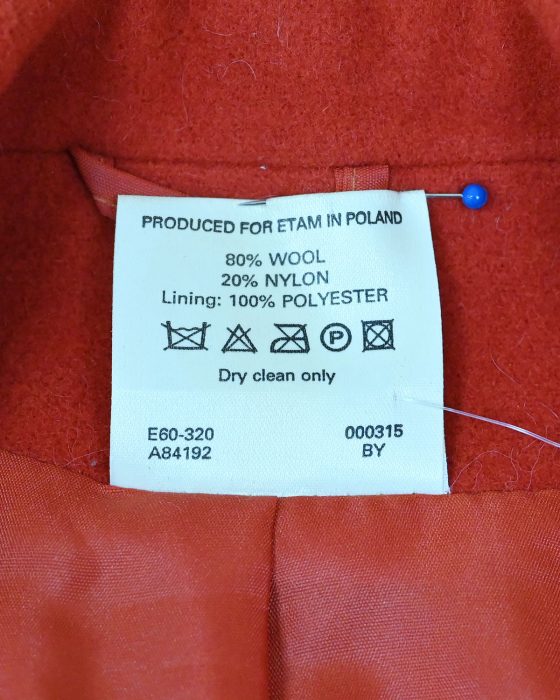 PRODUCED FOR ETAM IN POLAND
80% WOOL
20% NYLON
Lining: 100% POLYESTER
P
Dry clean only
E60-320 000315
A84192 BY